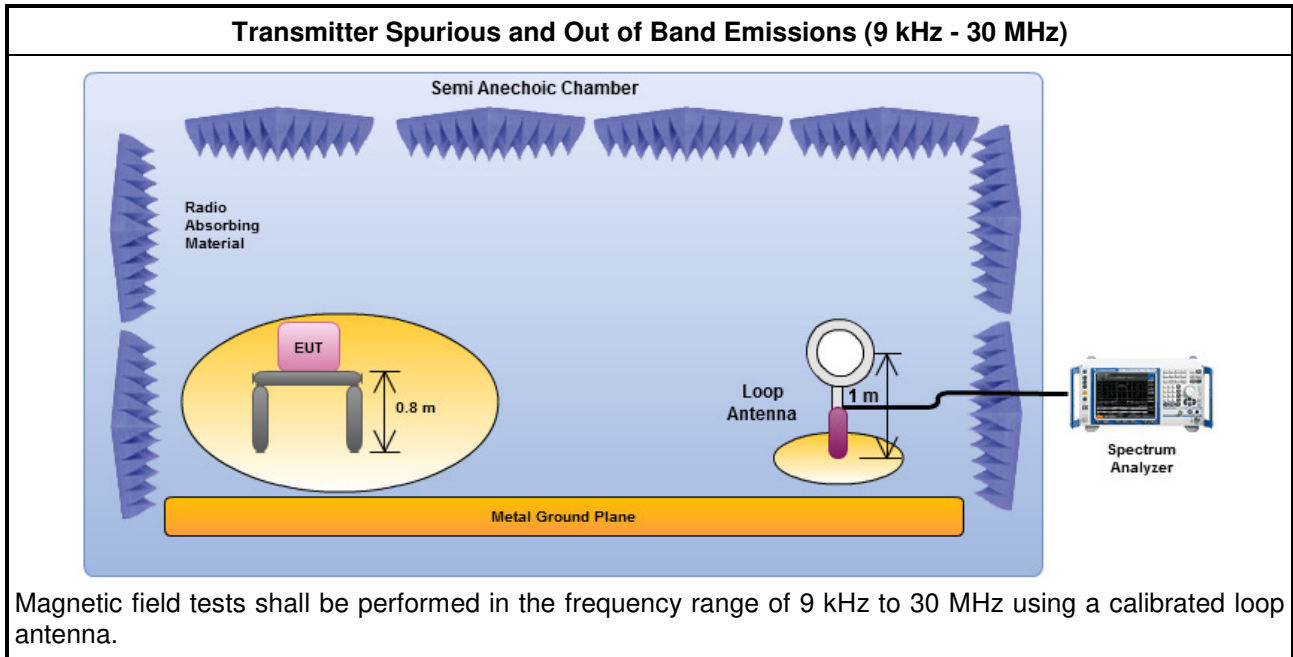 Transmitter Spurious and Out of Band Emissions (9 kHz - 30 MHz)
Semi Anechoic Chamber
Radio
Absorbing
Material
EUT
0.8 m
Loop
Antenna
1 m
Spectrum
Analyzer
Metal Ground Plane
Magnetic field tests shall be performed in the frequency range of 9 kHz to 30 MHz using a calibrated loop
antenna.